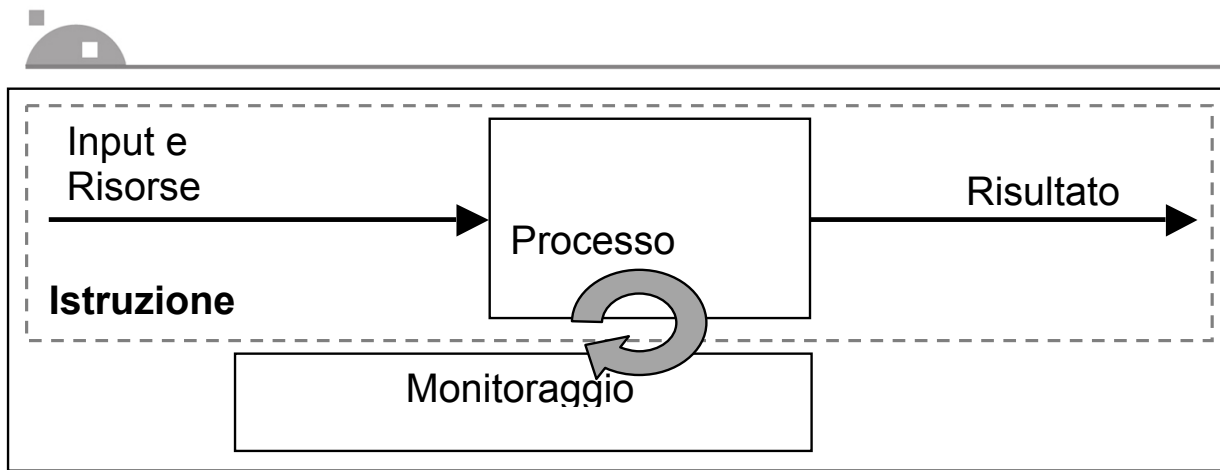 Input e
Risorse
Risultato
Processo
Istruzione
Monitoraggio